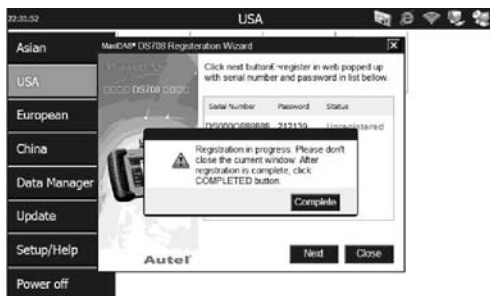 22:31:52
USA
Asian
USA
European
China
Data Manager
Update
Setup/Help
Power off
MaxiDAS® DS708 Registeration Wizard
X
DS708
Click next button, register in web popped up
with serial number and password in list below.
Serial Number Password Status
212139 Unregistered
Registration in progress. Please don't
close the current window. After
registration is complete, click
COMPLETED button.
Complete
Autel
Next
Close